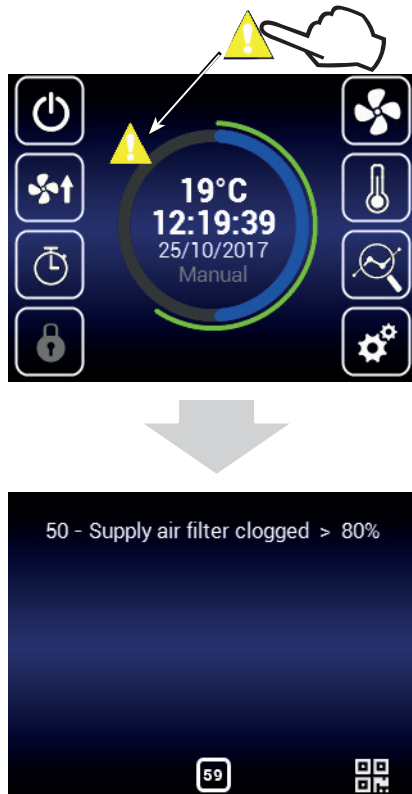 19°C
12:19:39
25/10/2017
Manual
50 - Supply air filter clogged > 80%
59